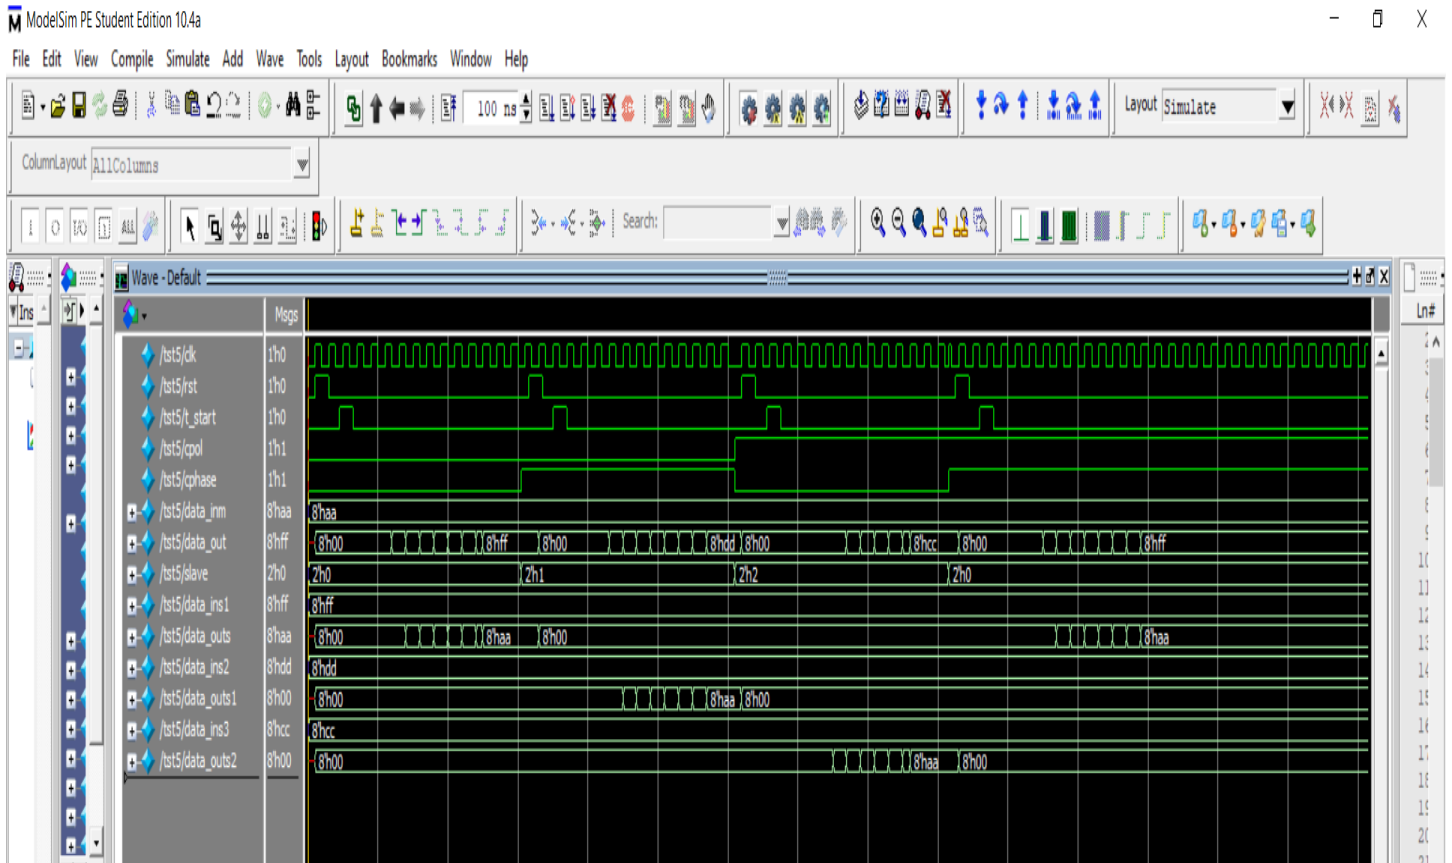 ModelSim PE Student Edition 10.4a
File Edit View Compile Simulate Add Wave Tools Layout Bookmarks Window Help
100 ns Layout Simulate
ColumnLayout AllColumns
I O I/O ALL Search:
Wave - Default
Ins Msgs Ln#
/tst5/clk 1'h0
/tst5/rst 1'h0
/tst5/t_start 1'h0
/tst5/cpol 1'h1
/tst5/cphase 1'h1
/tst5/data_inm 8'haa 8'haa
/tst5/data_out 8'hff 8'h00 8'hff 8'h00 8'hdd 8'h00 8'hcc 8'h00 8'hff
/tst5/slave 2'h0 2'h0 2'h1 2'h2 2'h0
/tst5/data_ins1 8'hff 8'hff
/tst5/data_outs 8'haa 8'h00 8'haa 8'h00 8'haa
/tst5/data_ins2 8'hdd 8'hdd
/tst5/data_outs1 8'h00 8'h00 8'haa 8'h00
/tst5/data_ins3 8'hcc 8'hcc
/tst5/data_outs2 8'h00 8'h00 8'haa 8'h00